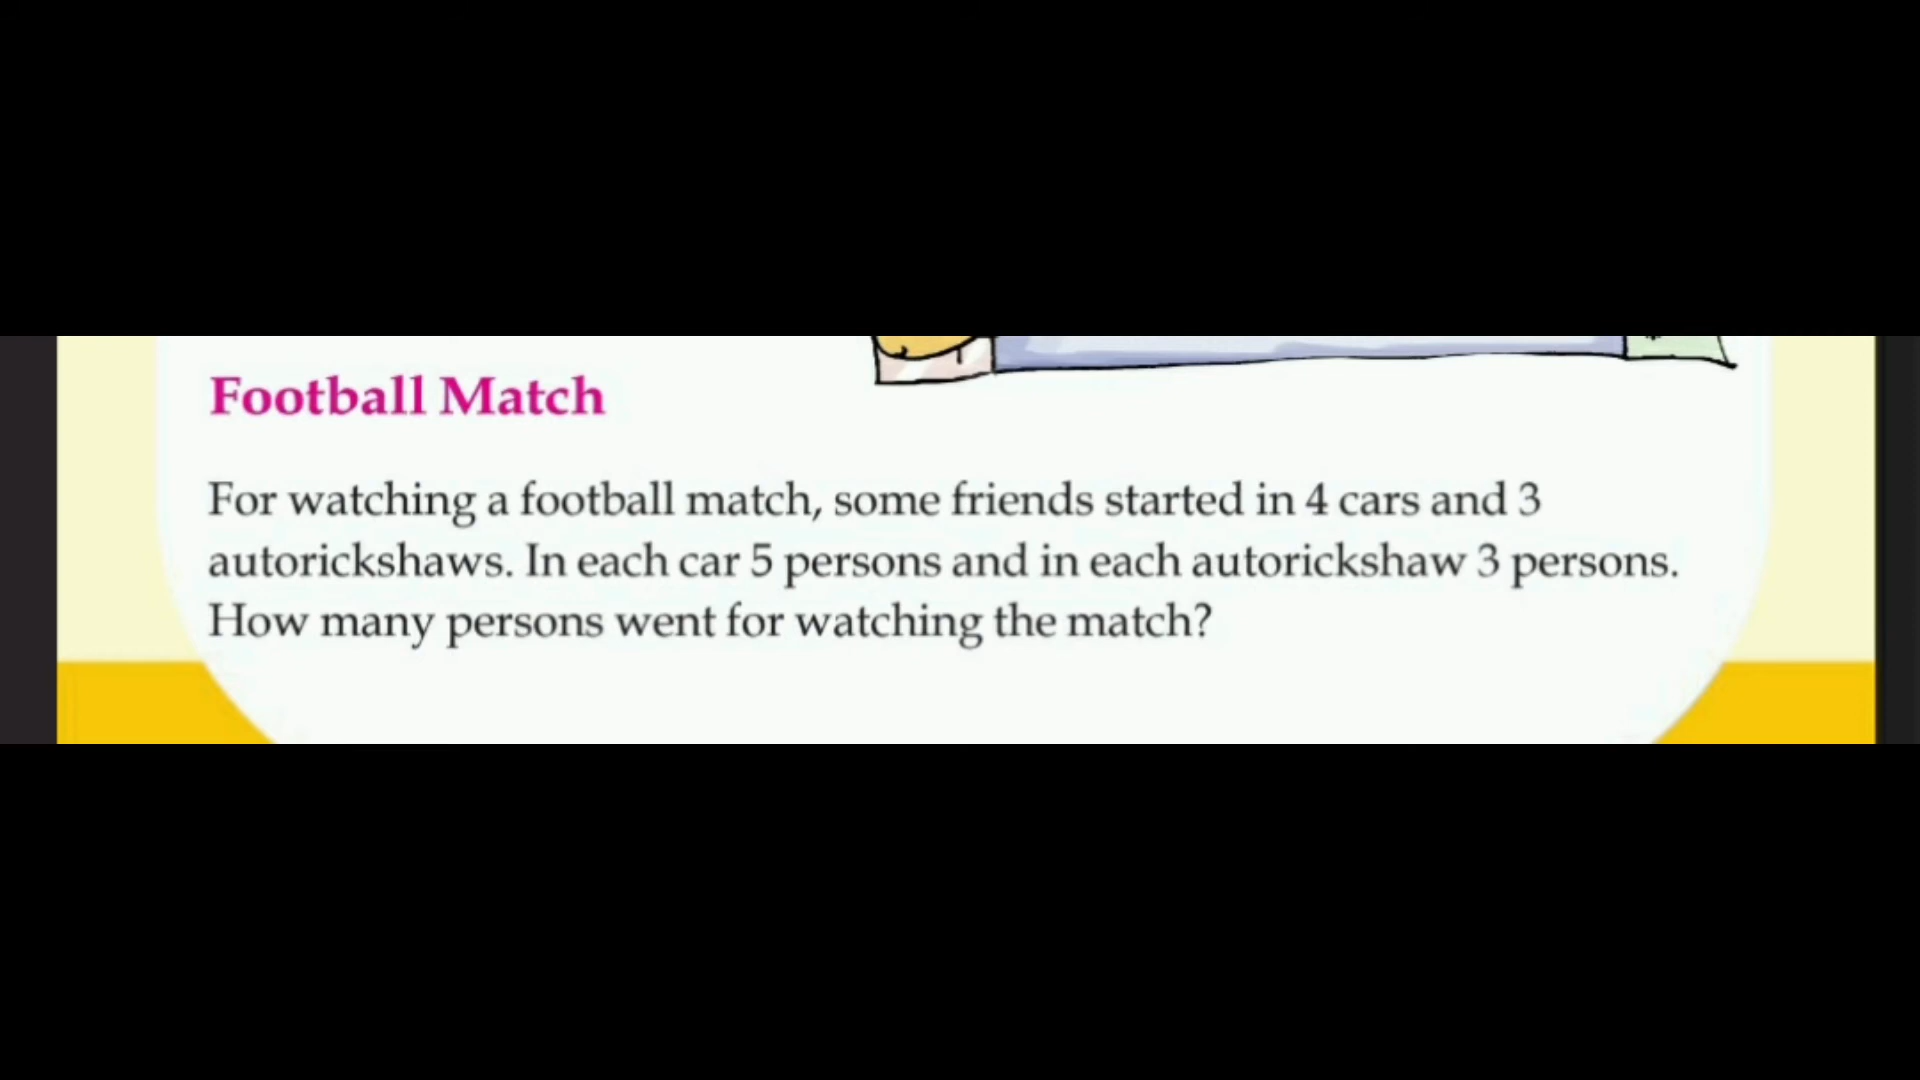 Football Match
For watching a football match, some friends started in 4 cars and 3
autorickshaws. In each car 5 persons and in each autorickshaw 3 persons.
How many persons went for watching the match?